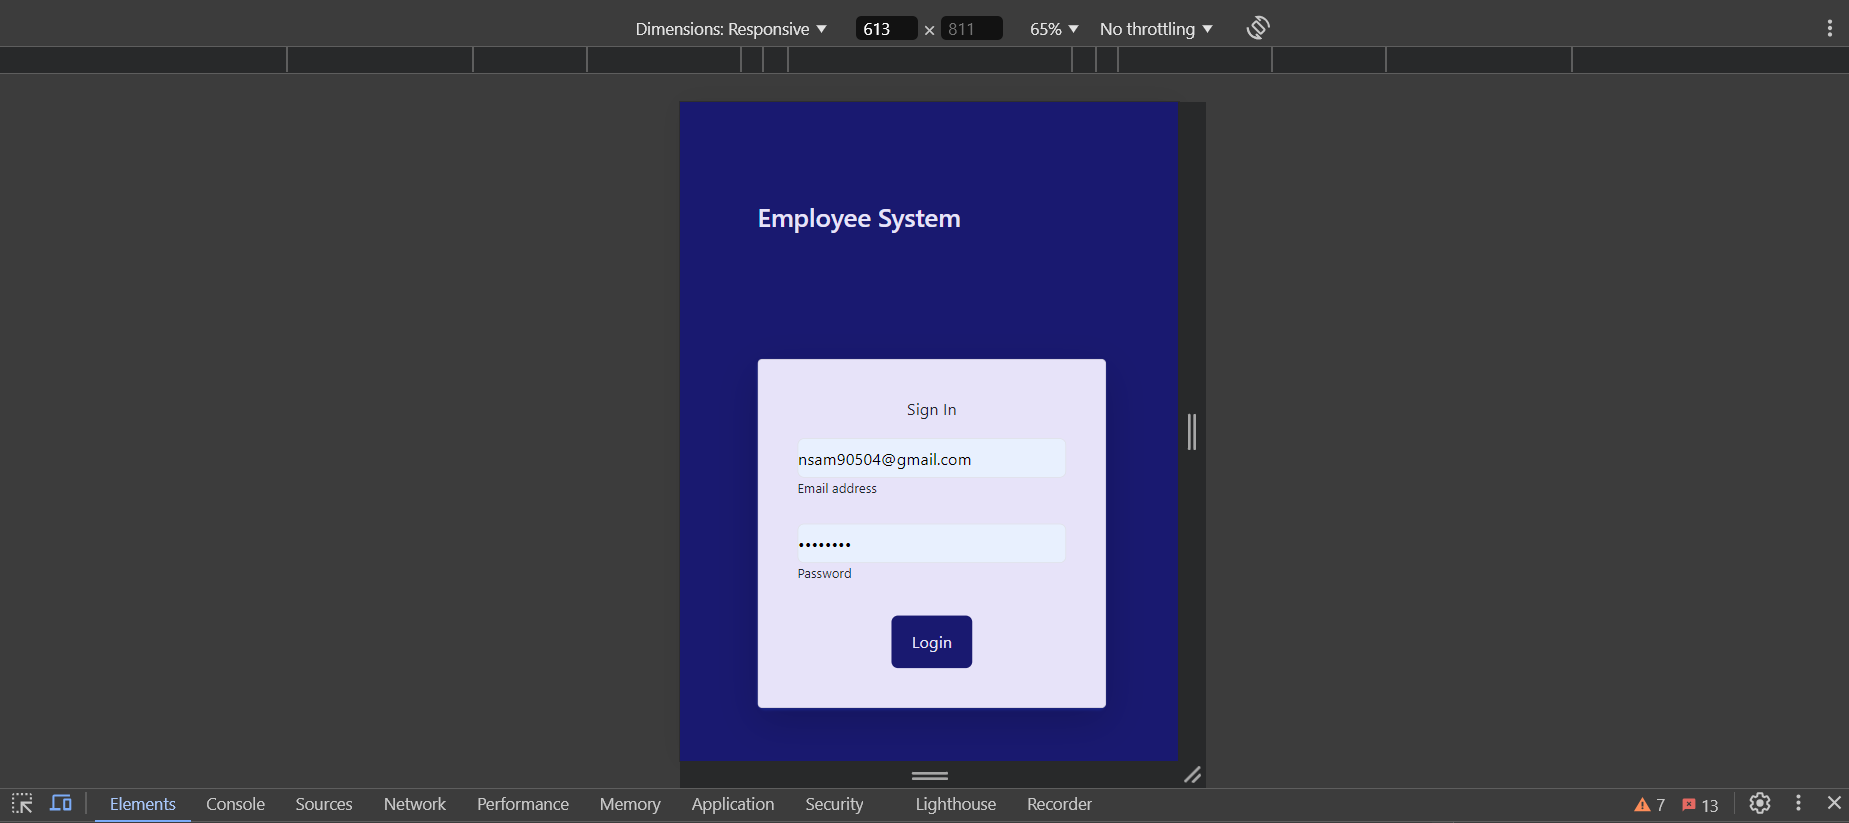 Dimensions: Responsive 613 × 811 65% No throttling
Employee System
Sign In
nsam90504@gmail.com
Email address
••••••••
Password
Login
Elements Console Sources Network Performance Memory Application Security Lighthouse Recorder 7 13